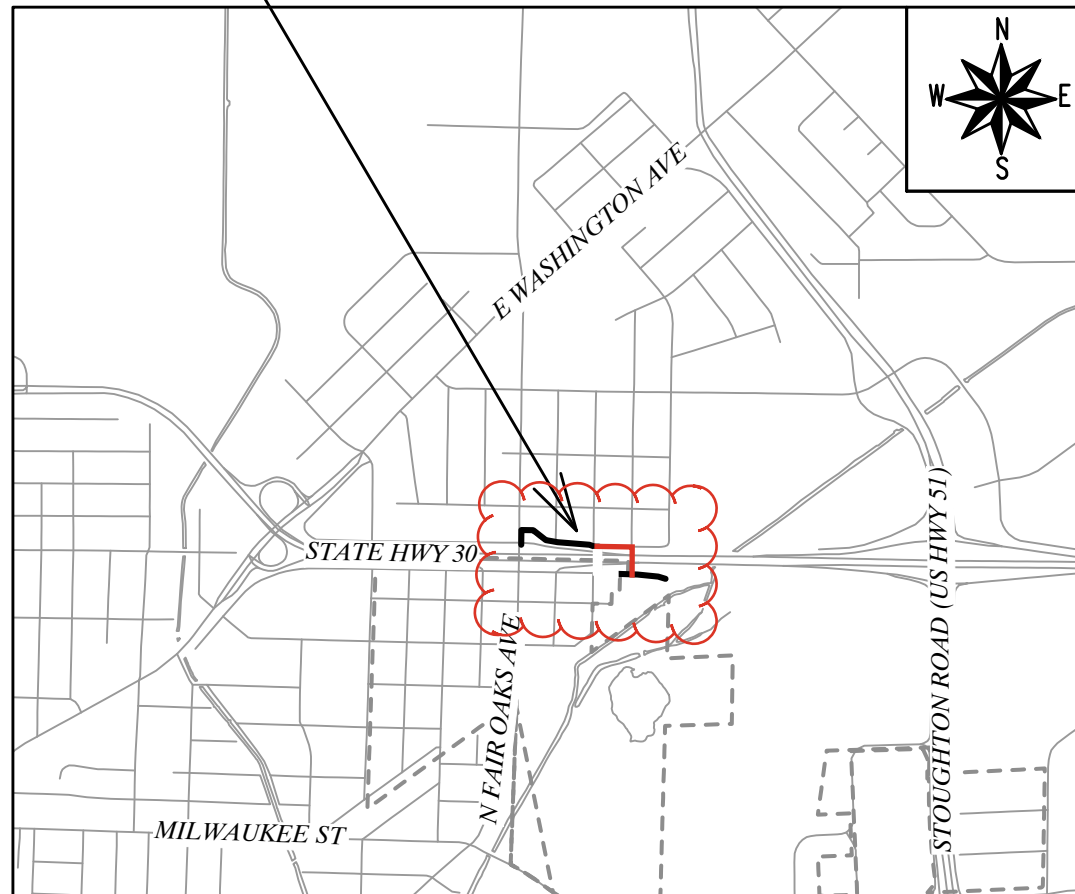 N
W E
S
E WASHINGTON AVE
STATE HWY 30
N FAIR OAKS AVE
STOUGHTON ROAD (US HWY 51)
MILWAUKEE ST